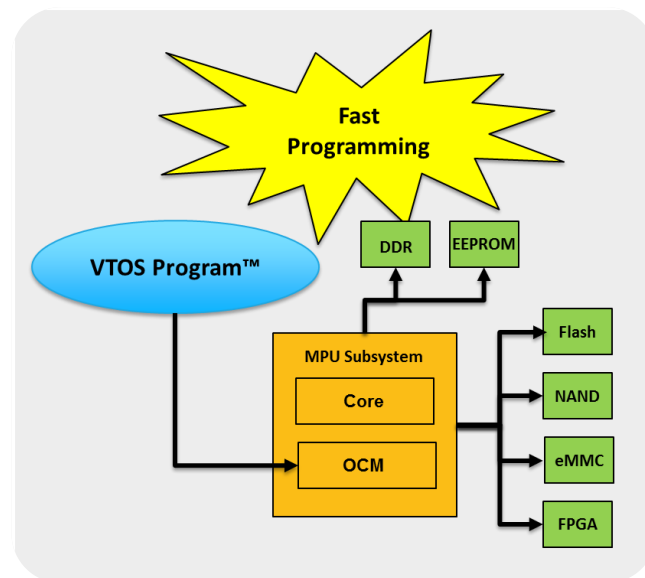 Fast
Programming
DDR
EEPROM
VTOS Program™
MPU Subsystem
Core
OCM
Flash
NAND
eMMC
FPGA